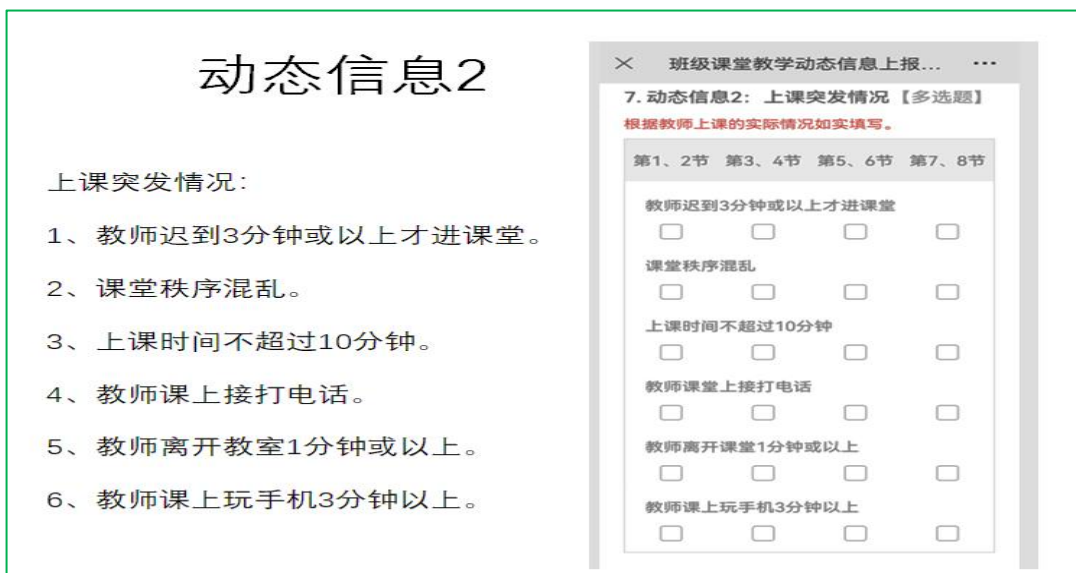 动态信息2
上课突发情况:
1、教师迟到3分钟或以上才进课堂。
2、课堂秩序混乱。
3、上课时间不超过10分钟。
4、教师课上接打电话。
5、教师离开教室1分钟或以上。
6、教师课上玩手机3分钟以上。
× 班级课堂教学动态信息上报... ···
7. 动态信息2：上课突发情况【多选题】
根据教师上课的实际情况如实填写。
第1、2节 第3、4节 第5、6节 第7、8节
教师迟到3分钟或以上才进课堂
课堂秩序混乱
上课时间不超过10分钟
教师课堂上接打电话
教师离开课堂1分钟或以上
教师课上玩手机3分钟以上